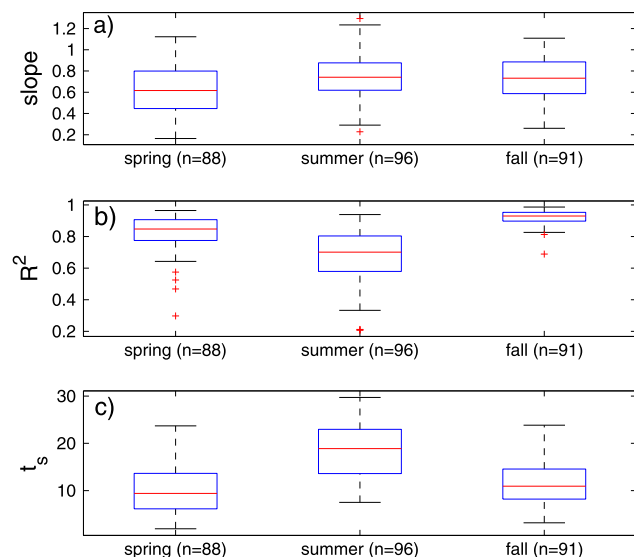 a)
slope
1.2
1
0.8
0.6
0.4
0.2
spring (n=88) summer (n=96) fall (n=91)
b)
R2
1
0.8
0.6
0.4
0.2
spring (n=88) summer (n=96) fall (n=91)
c)
ts
30
20
10
spring (n=88) summer (n=96) fall (n=91)